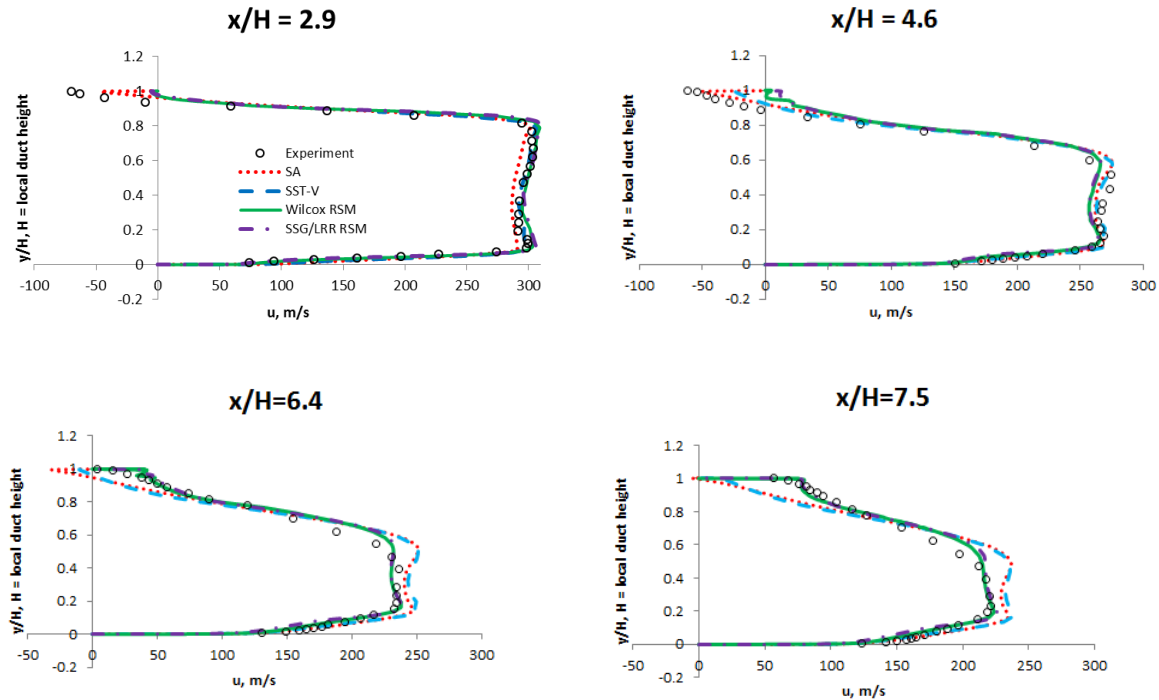 x/H = 2.9
y/H, H = local duct height
1.2
1
0.8
0.6
0.4
0.2
0
-0.2
Experiment
SA
SST-V
Wilcox RSM
SSG/LRR RSM
-100 -50 0 50 100 150 200 250 300
u, m/s
x/H = 4.6
y/H, H = local duct height
1.2
1
0.8
0.6
0.4
0.2
0
-0.2
-100 -50 0 50 100 150 200 250 300
u, m/s
x/H=6.4
y/H, H = local duct height
1.2
1
0.8
0.6
0.4
0.2
0
-0.2
-50 0 50 100 150 200 250 300
u, m/s
x/H=7.5
y/H, H = local duct height
1.2
1
0.8
0.6
0.4
0.2
0
-0.2
-50 0 50 100 150 200 250 300
u, m/s